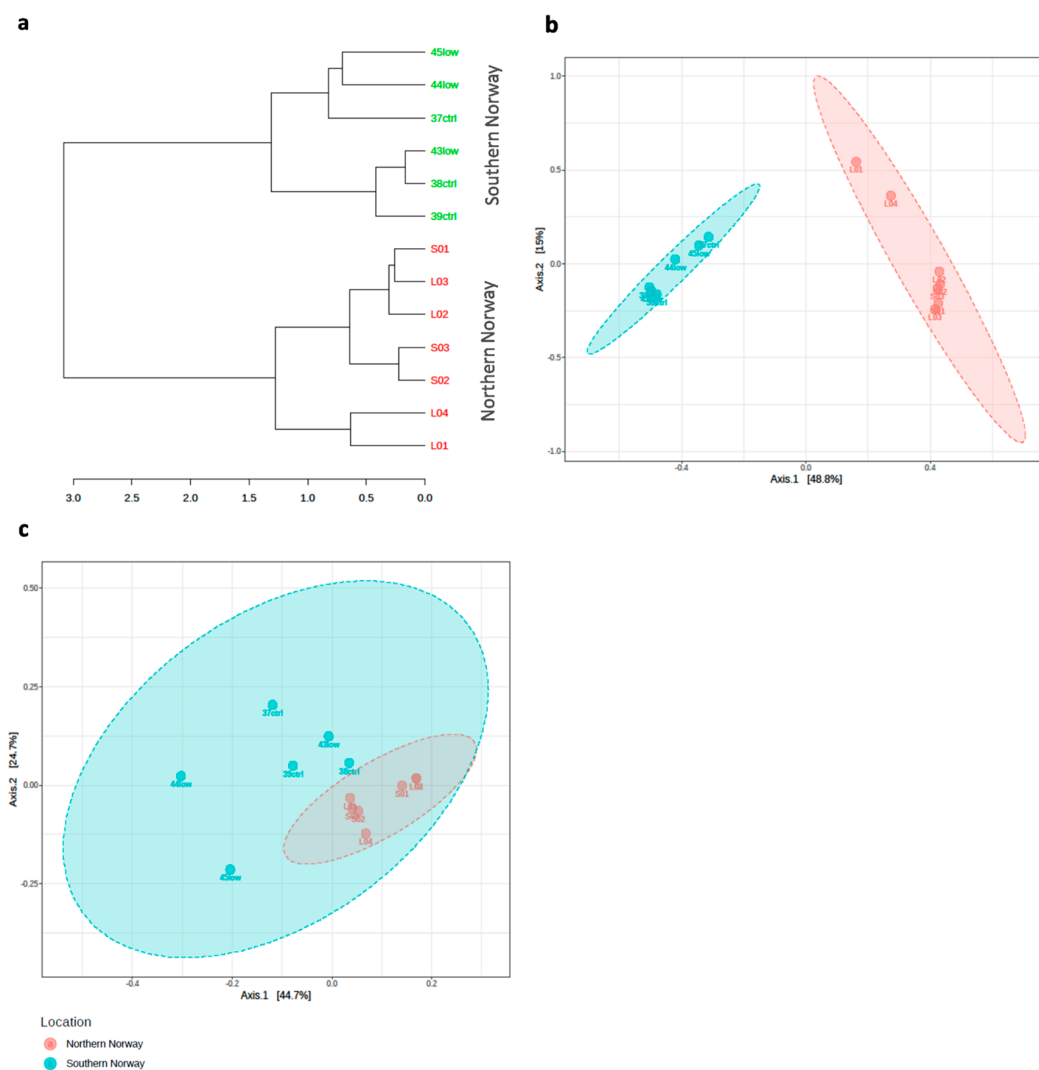 a
45low
44low
37ctrl
43low
38ctrl
39ctrl
S01
L03
L02
S03
S02
L04
L01
Southern Norway
Northern Norway
3.0 2.5 2.0 1.5 1.0 0.5 0.0
b
1.0
0.5
0.0
-0.5
-1.0
Axis.2 [15%]
L01
L04
37ctrl
45low
44low
L02
L03
-0.4 0.0 0.4
Axis.1 [48.8%]
c
0.50
0.25
0.00
-0.25
Axis.2 [24.7%]
37ctrl
43low
39ctrl
38ctrl
44low
S01
S02
L04
45low
-0.4 -0.2 0.0 0.2
Axis.1 [44.7%]
Location
Northern Norway
Southern Norway